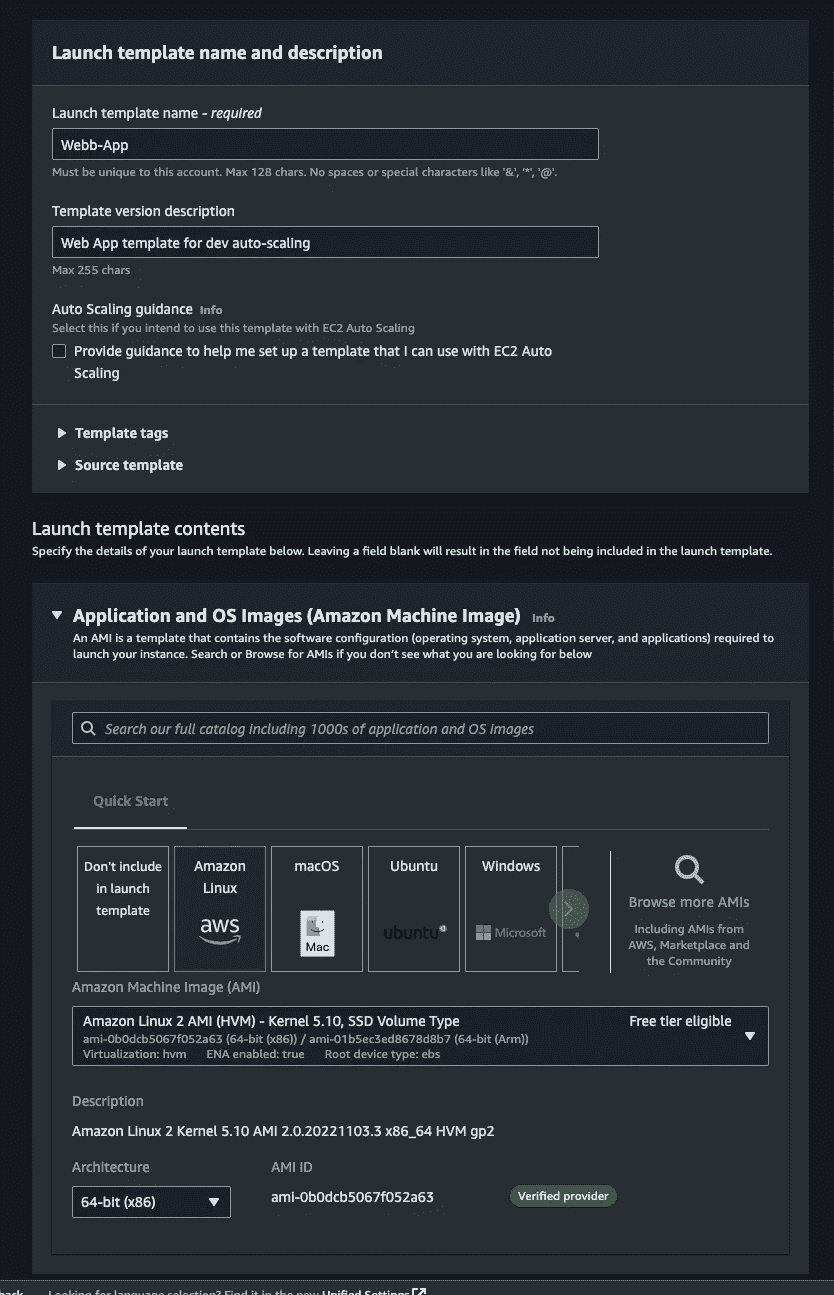 Launch template name and description
Launch template name - required
Webb-App
Must be unique to this account. Max 128 chars. No spaces or special characters like '&', '*', '@'.
Template version description
Web App template for dev auto-scaling
Max 255 chars
Auto Scaling guidance Info
Select this if you intend to use this template with EC2 Auto Scaling
Provide guidance to help me set up a template that I can use with EC2 Auto
Scaling
Template tags
Source template
Launch template contents
Specify the details of your launch template below. Leaving a field blank will result in the field not being included in the launch template.
Application and OS Images (Amazon Machine Image) Info
An AMI is a template that contains the software configuration (operating system, application server, and applications) required to
launch your instance. Search or Browse for AMIs if you don't see what you are looking for below
Search our full catalog including 1000s of application and OS images
Quick Start
Don't include
in launch
template
Amazon
Linux
aws
macOS
Mac
Ubuntu
ubuntu
Windows
Microsoft
Browse more AMIs
Including AMIs from
AWS, Marketplace and
the Community
Amazon Machine Image (AMI)
Amazon Linux 2 AMI (HVM) - Kernel 5.10, SSD Volume Type Free tier eligible
ami-0b0dcb5067f052a63 (64-bit (x86)) / ami-01b5ec3ed8678d8b7 (64-bit (Arm))
Virtualization: hvm ENA enabled: true Root device type: ebs
Description
Amazon Linux 2 Kernel 5.10 AMI 2.0.20221103.3 x86_64 HVM gp2
Architecture AMI ID
64-bit (x86) ami-0b0dcb5067f052a63 Verified provider
back Looking for language selection? Find it in the new Unified Settings